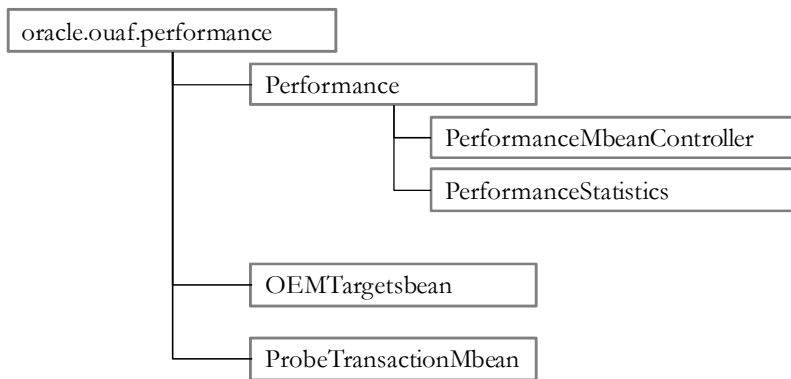 oracle.ouaf.performance
Performance
PerformanceMbeanController
PerformanceStatistics
OEMTargetsbean
ProbeTransactionMbean